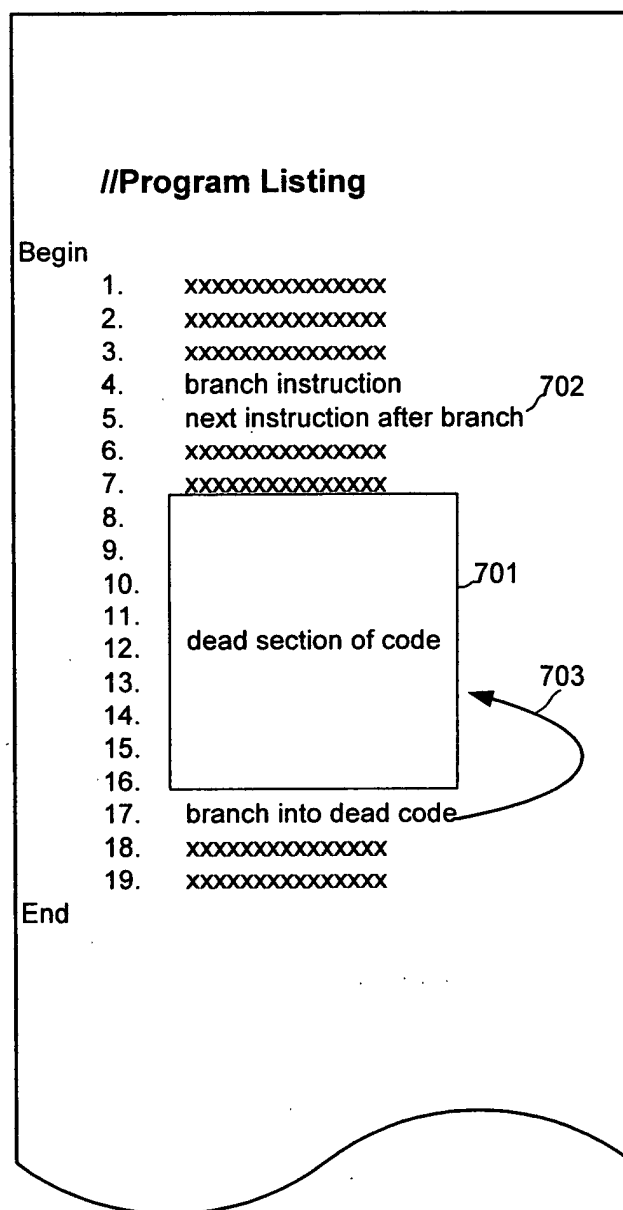 //Program Listing
Begin
1. xxxxxxxxxxxxxxx
2. xxxxxxxxxxxxxxx
3. xxxxxxxxxxxxxxx
4. branch instruction
702
5. next instruction after branch
6. xxxxxxxxxxxxxxx
7. xxxxxxxxxxxxxxx
8.
9.
10.
701
11.
12. dead section of code
13.
703
14.
15.
16.
17. branch into dead code
18. xxxxxxxxxxxxxxx
19. xxxxxxxxxxxxxxx
End